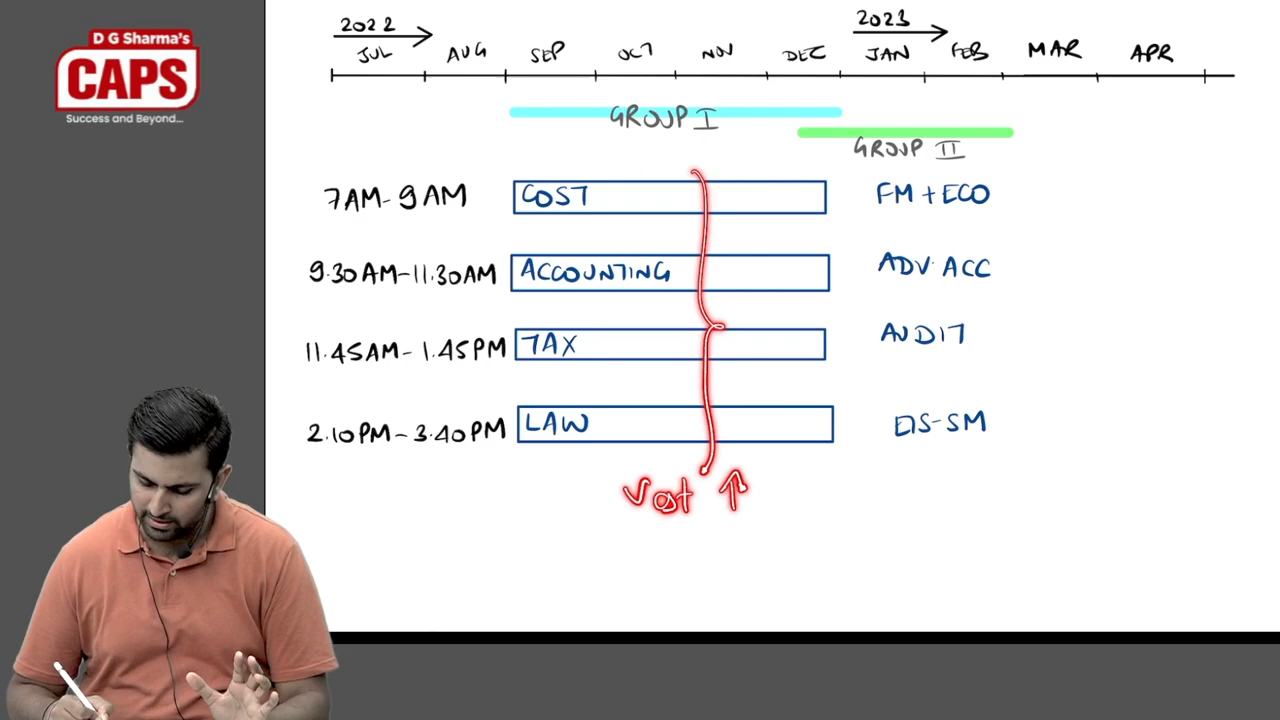 D G Sharma's
CAPS
Success and Beyond...
2022
2023
JUL AUG SEP OCT NOV DEC JAN FEB MAR APR
GROUP I
GROUP II
7AM-9AM COST FM + ECO
9.30AM-11.30AM ACCOUNTING ADV. ACC
11.45AM-1.45PM TAX AUDIT
2.10PM-3.40PM LAW EIS-SM
Vast